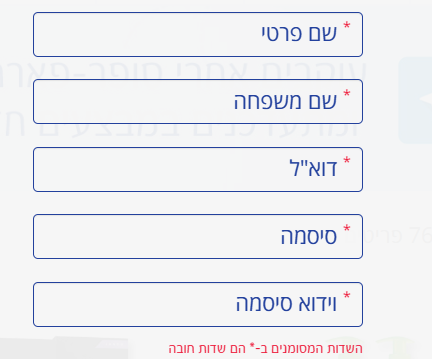 * שם פרטי
* שם משפחה
* דוא"ל
* סיסמה
* וידוא סיסמה
השדות המסומנים ב-* הם שדות חובה